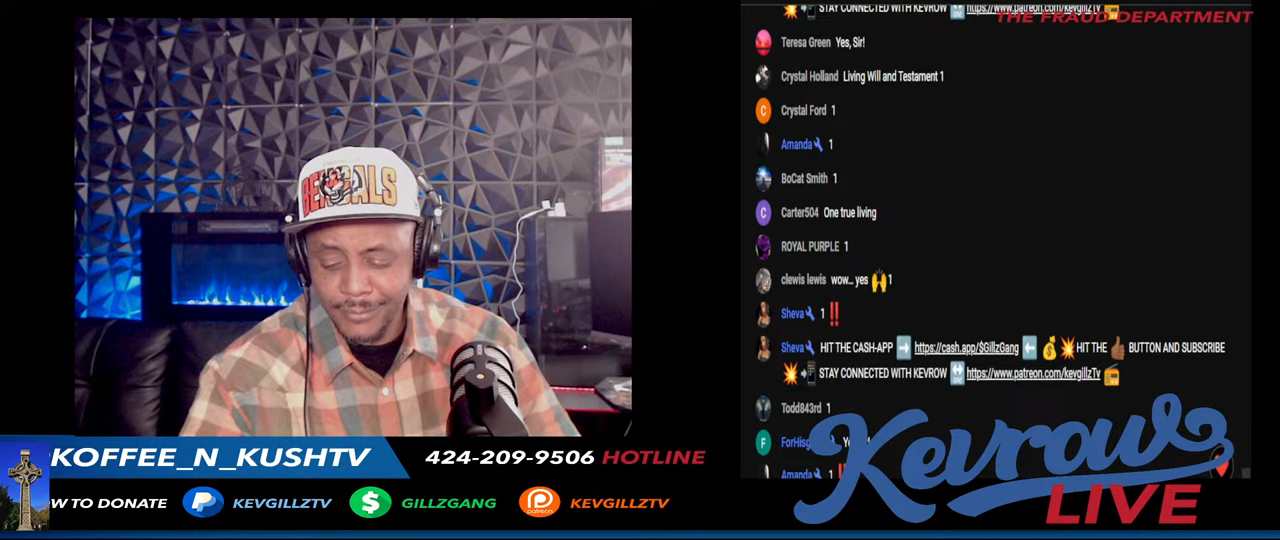 BENGALS
KOFFEE_N_KUSHTV
424-209-9506 HOTLINE
W TO DONATE
KEVGILLZTV
GILLZGANG
patreon
KEVGILLZTV
💥📲 STAY CONNECTED WITH KEVROW https://www.patreon.com/kevgillzTv 📻
THE FRAUD DEPARTMENT
Teresa Green Yes, Sir!
Crystal Holland Living Will and Testament 1
C Crystal Ford 1
Amanda 1
BoCat Smith 1
C Carter504 One true living
ROYAL PURPLE 1
clewis lewis wow... yes 🙌1
Sheva 1 ‼️
Sheva HIT THE CASH-APP ➡️ https://cash.app/$GillzGang ⬅️ 💰💥HIT THE 👍🏾 BUTTON AND SUBSCRIBE
💥📲 STAY CONNECTED WITH KEVROW https://www.patreon.com/kevgillzTv 📻
Todd843rd 1
F ForHisg
Amanda ‼️
Kevrow
LIVE